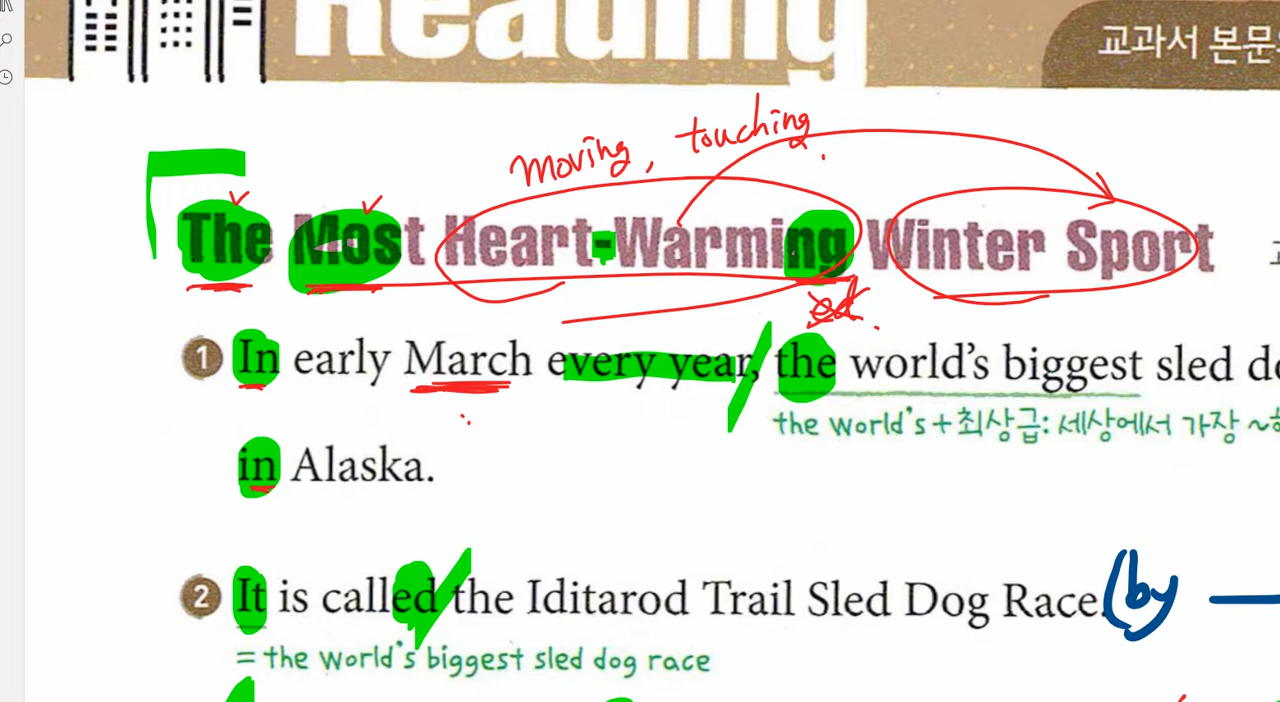 Reading
교과서 본문
moving, touching.
The Most Heart-Warming Winter Sport
ed.
1 In early March every year, the world's biggest sled
the world's + 최상급: 세상에서 가장 ~
in Alaska.
2 It is called the Iditarod Trail Sled Dog Race. (by
= the world's biggest sled dog race